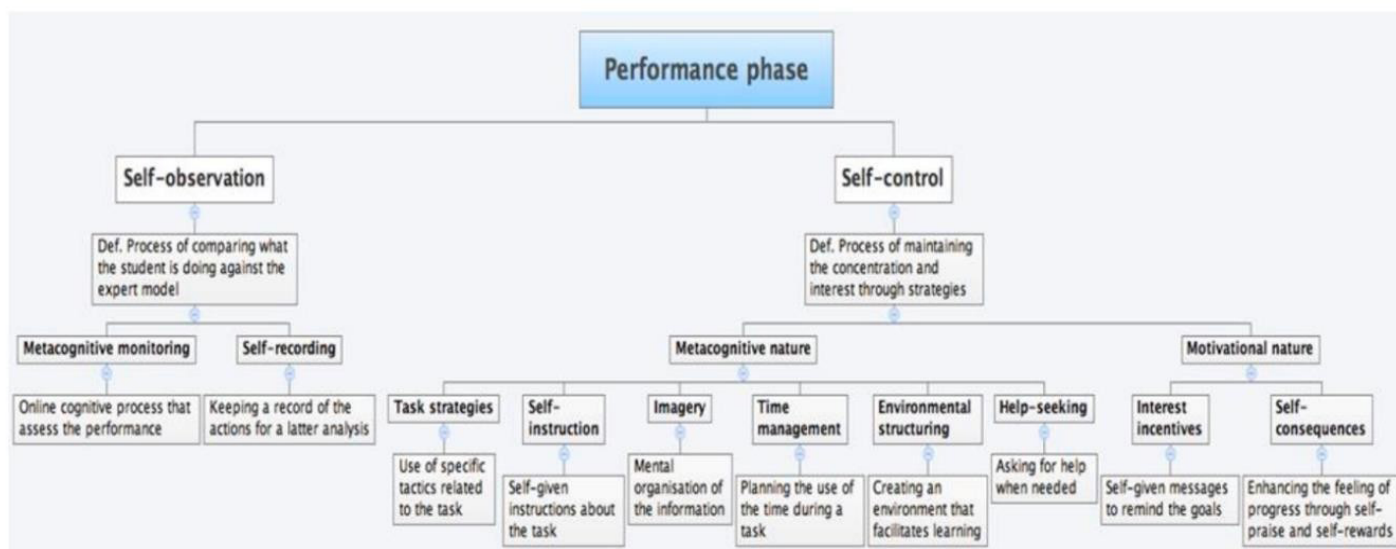 Performance phase
Self-observation
Self-control
Def. Process of comparing what
the student is doing against the
expert model
Def. Process of maintaining
the concentration and
interest through strategies
Metacognitive monitoring
Self-recording
Metacognitive nature
Motivational nature
Online cognitive process that
assess the performance
Keeping a record of the
actions for a latter analysis
Task strategies
Self-
instruction
Imagery
Time
management
Environmental
structuring
Help-seeking
Interest
incentives
Self-
consequences
Use of specific
tactics related
to the task
Self-given
instructions about
the task
Mental
organisation of
the information
Planning the use of
the time during a
task
Creating an
environment that
facilitates learning
Asking for help
when needed
Self-given messages
to remind the goals
Enhancing the feeling of
progress through self-
praise and self-rewards